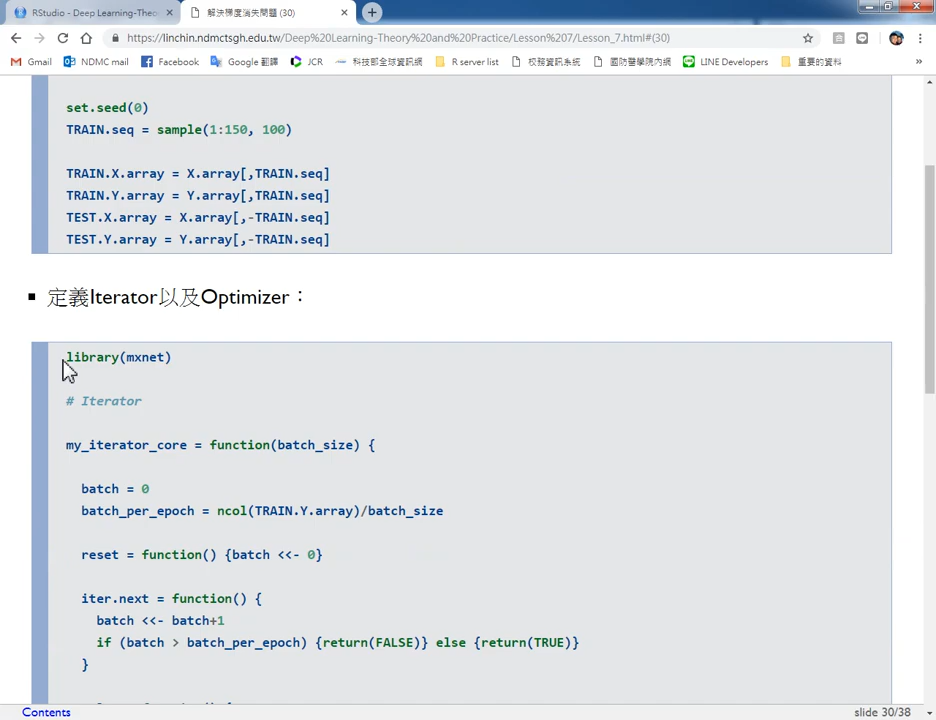 RStudio - Deep Learning-Theo
解決梯度消失問題 (30)
https://linchin.ndmctsgh.edu.tw/Deep%20Learning-Theory%20and%20Practice/Lesson%207/Lesson_7.html#(30)
Gmail
NDMC mail
Facebook
Google 翻譯
JCR
科技部全球資訊網
R server list
校務資訊系統
國防醫學院內網
LINE Developers
重要的資料
»
set.seed(0)
TRAIN.seq = sample(1:150, 100)
TRAIN.X.array = X.array[,TRAIN.seq]
TRAIN.Y.array = Y.array[,TRAIN.seq]
TEST.X.array = X.array[,-TRAIN.seq]
TEST.Y.array = Y.array[,-TRAIN.seq]
定義Iterator以及Optimizer：
library(mxnet)
# Iterator
my_iterator_core = function(batch_size) {
batch = 0
batch_per_epoch = ncol(TRAIN.Y.array)/batch_size
reset = function() {batch <<- 0}
iter.next = function() {
batch <<- batch+1
if (batch > batch_per_epoch) {return(FALSE)} else {return(TRUE)}
}
Contents
slide 30/38